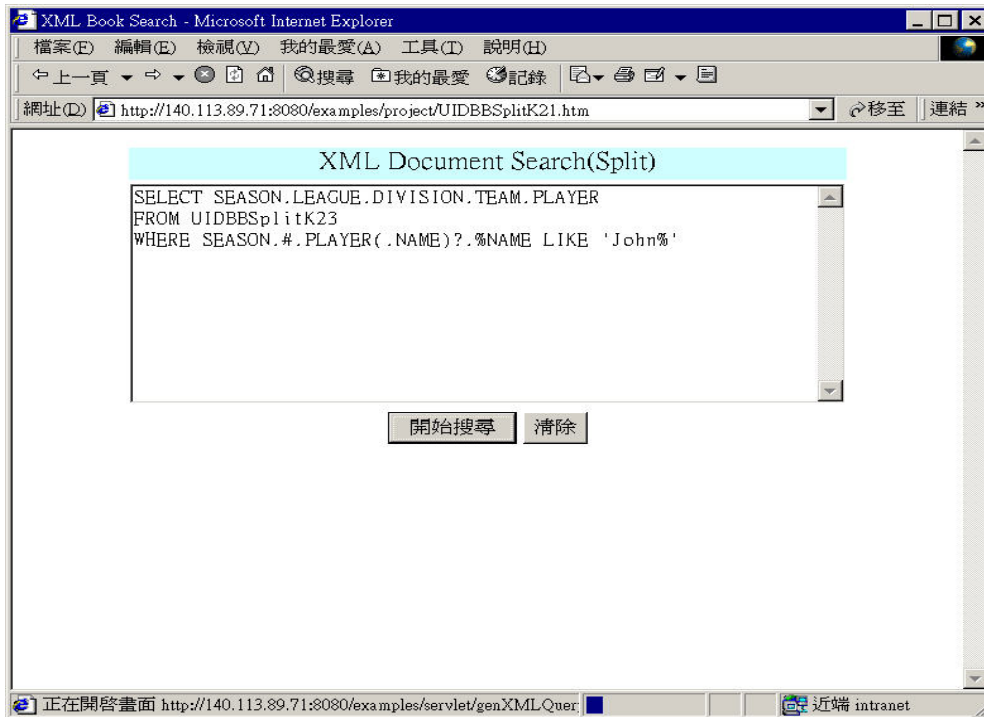 XML Book Search - Microsoft Internet Explorer
檔案(F) 編輯(E) 檢視(V) 我的最愛(A) 工具(T) 說明(H)
上一頁 搜尋 我的最愛 記錄
網址(D) http://140.113.89.71:8080/examples/project/UIDBBSplitK21.htm 移至 連結 »
XML Document Search(Split)
SELECT SEASON.LEAGUE.DIVISION.TEAM.PLAYER
FROM UIDBBSplitK23
WHERE SEASON.#.PLAYER(.NAME)?.%NAME LIKE 'John%'
開始搜尋 清除
正在開啓畫面 http://140.113.89.71:8080/examples/servlet/genXMLQuer 近端 intranet